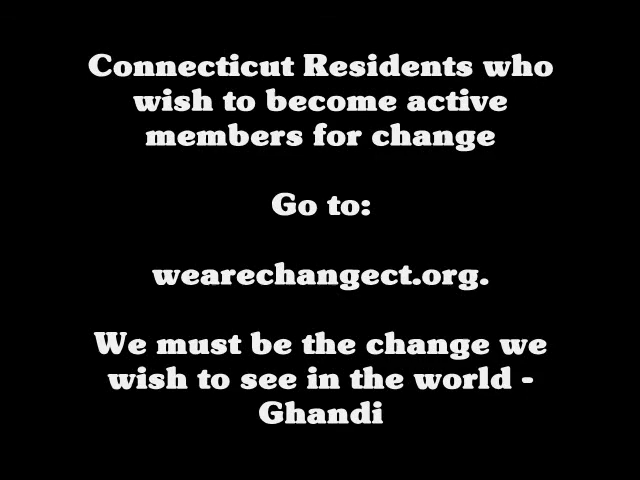 Connecticut Residents who
wish to become active
members for change
Go to:
wearechangect.org.
We must be the change we
wish to see in the world -
Ghandi